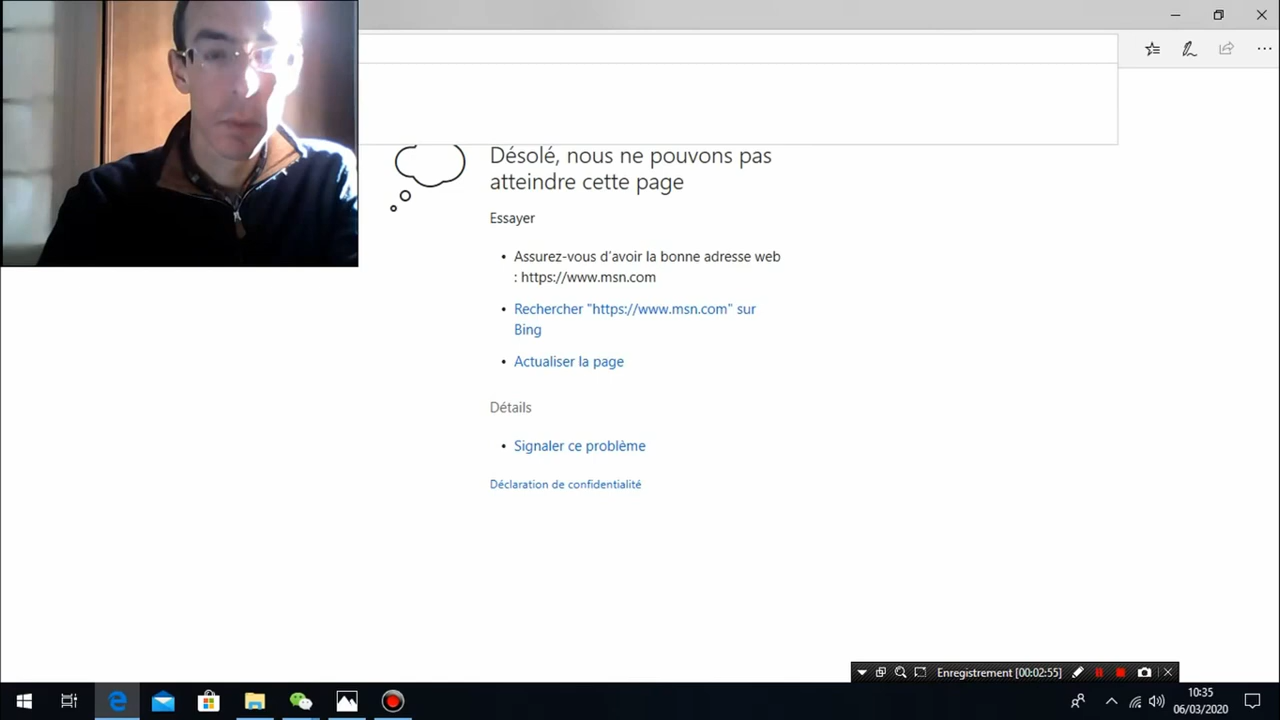 Désolé, nous ne pouvons pas
atteindre cette page
Essayer
• Assurez-vous d'avoir la bonne adresse web
: https://www.msn.com
• Rechercher "https://www.msn.com" sur
Bing
• Actualiser la page
Détails
• Signaler ce problème
Déclaration de confidentialité
Enregistrement [00:02:55]
10:35
06/03/2020